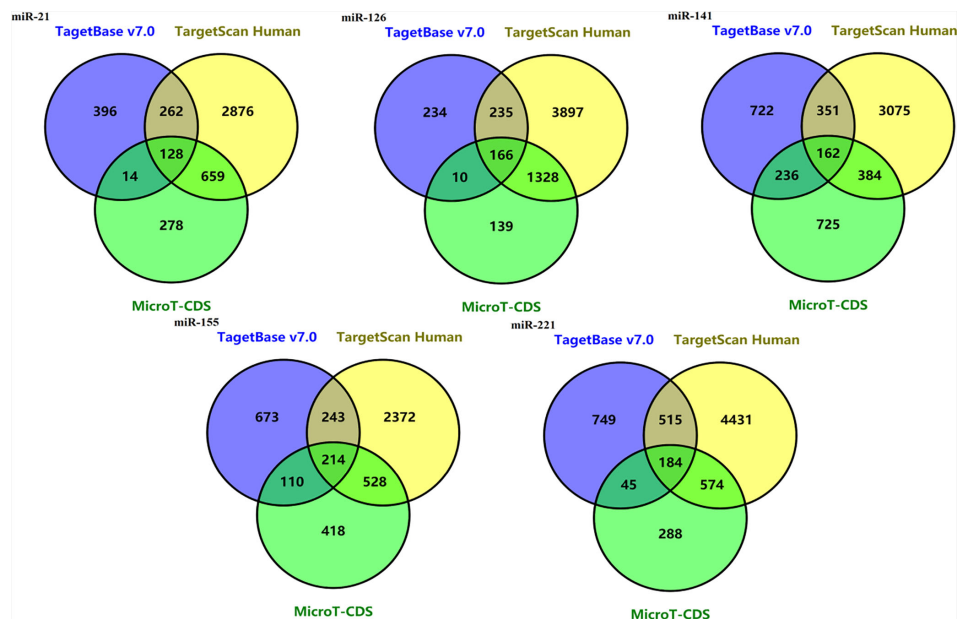 miR-21
TagetBase v7.0 TargetScan Human
396 262 2876
128
14 659
278
MicroT-CDS
miR-126
TagetBase v7.0 TargetScan Human
234 235 3897
166
10 1328
139
MicroT-CDS
miR-141
TagetBase v7.0 TargetScan Human
722 351 3075
162
236 384
725
MicroT-CDS
miR-155
TagetBase v7.0 TargetScan Human
673 243 2372
214
110 528
418
MicroT-CDS
miR-221
TagetBase v7.0 TargetScan Human
749 515 4431
184
45 574
288
MicroT-CDS